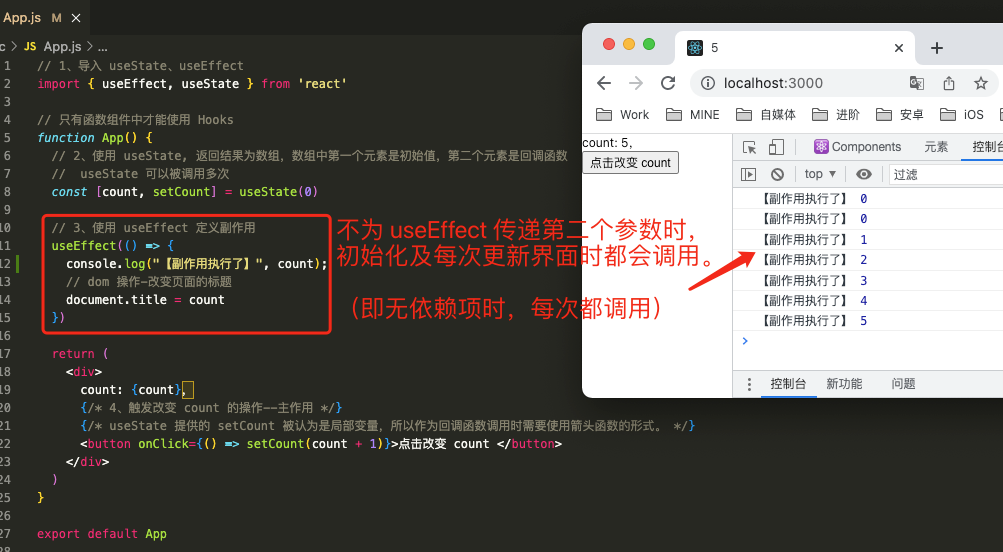 App.js M ×
c > JS App.js > ...
1 // 1、导入 useState、useEffect
2 import { useEffect, useState } from 'react'
3
4 // 只有函数组件中才能使用 Hooks
5 function App() {
6 // 2、使用 useState, 返回结果为数组，数组中第一个元素是初始值，第二个元素是回调函数
7 // useState 可以被调用多次
8 const [count, setCount] = useState(0)
9
10 // 3、使用 useEffect 定义副作用
11 useEffect(() => {
12 console.log("【副作用执行了】", count);
13 // dom 操作-改变页面的标题
14 document.title = count
15 })
16
17 return (
18 <div>
19 count: {count},
20 {/* 4、触发改变 count 的操作--主作用 */}
21 {/* useState 提供的 setCount 被认为是局部变量，所以作为回调函数调用时需要使用箭头函数的形式。 */}
22 <button onClick={() => setCount(count + 1)}>点击改变 count </button>
23 </div>
24 )
25 }
26
27 export default App
不为 useEffect 传递第二个参数时，
初始化及每次更新界面时都会调用。
（即无依赖项时，每次都调用）
5 × +
localhost:3000
Work MINE 自媒体 进阶 安卓 iOS
count: 5,
点击改变 count
Components 元素 控制台
top ▼ 过滤
【副作用执行了】 0
【副作用执行了】 0
【副作用执行了】 1
【副作用执行了】 2
【副作用执行了】 3
【副作用执行了】 4
【副作用执行了】 5
>
控制台 新功能 问题